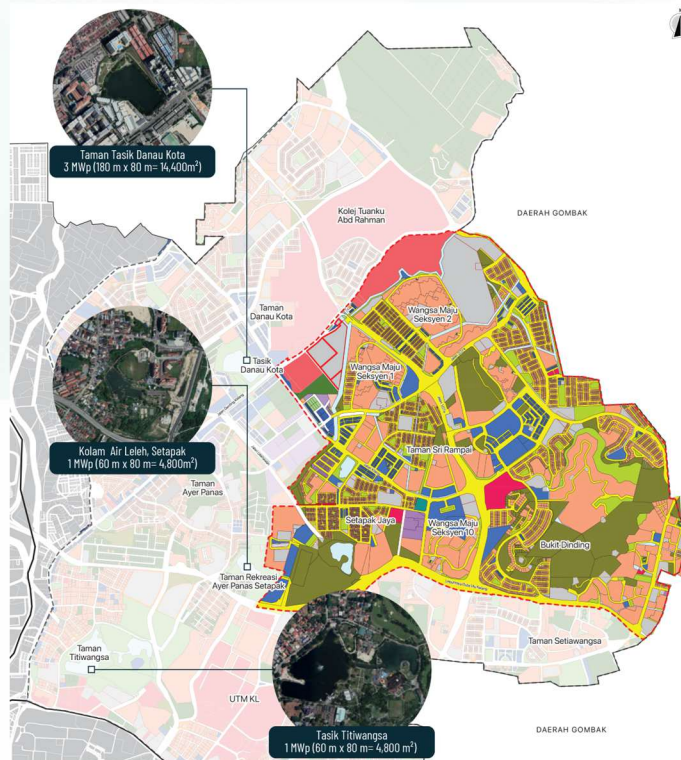 Taman Tasik Danau Kota
3 MWp (180 m x 80 m= 14,400m²)
DAERAH GOMBAK
Kolej Tuanku
Abd Rahman
Taman
Danau Kota
Wangsa Maju
Seksyen 2
Tasik
Danau Kota
Wangsa Maju
Seksyen 1
Kolam Air Leleh, Setapak
1 MWp (60 m x 80 m= 4,800m²)
Taman Sri Rampai
Taman
Ayer Panas
Setapak Jaya
Wangsa Maju
Seksyen 10
Bukit Dinding
Taman Rekreasi
Ayer Panas Setapak
Taman
Titiwangsa
Taman Setiawangsa
UTM KL
Tasik Titiwangsa
1 MWp (60 m x 80 m= 4,800 m²)
DAERAH GOMBAK